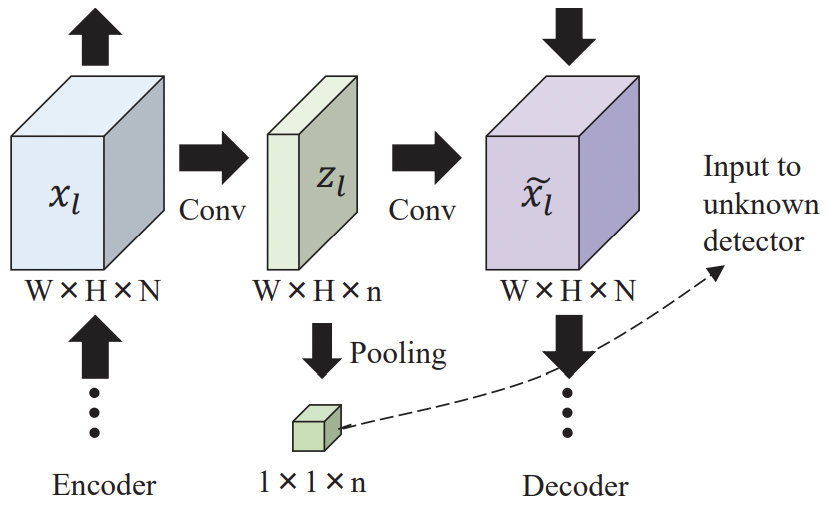 x_l
z_l
x̃_l
Conv
Conv
Input to
unknown
detector
W × H × N
W × H × n
W × H × N
Pooling
Encoder
1 × 1 × n
Decoder